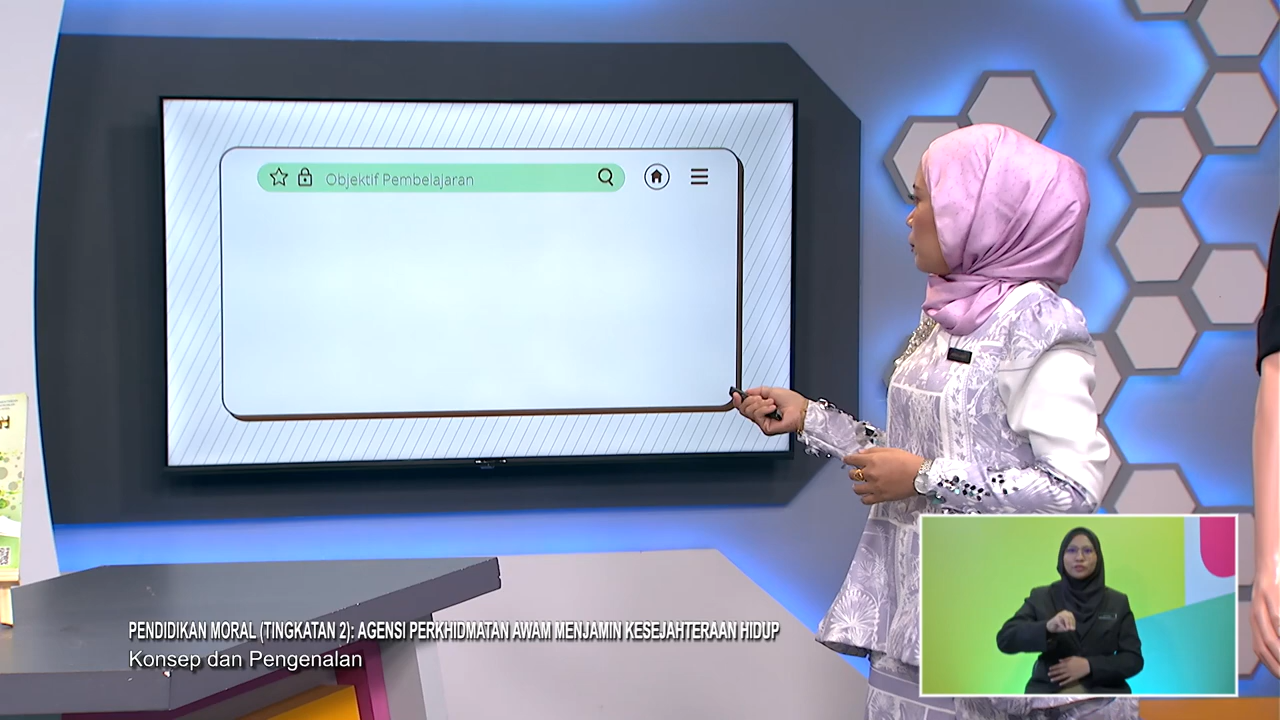 Objektif Pembelajaran
PENDIDIKAN MORAL (TINGKATAN 2): AGENSI PERKHIDMATAN AWAM MENJAMIN KESEJAHTERAAN HIDUP
Konsep dan Pengenalan